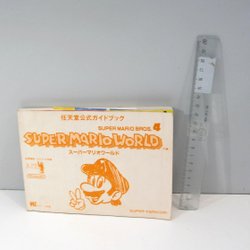 任天堂公式ガイドブック
SUPER MARIO BROS. 4
SUPER MARIO WORLD
スーパーマリオワールド
SUPER FAMICOM